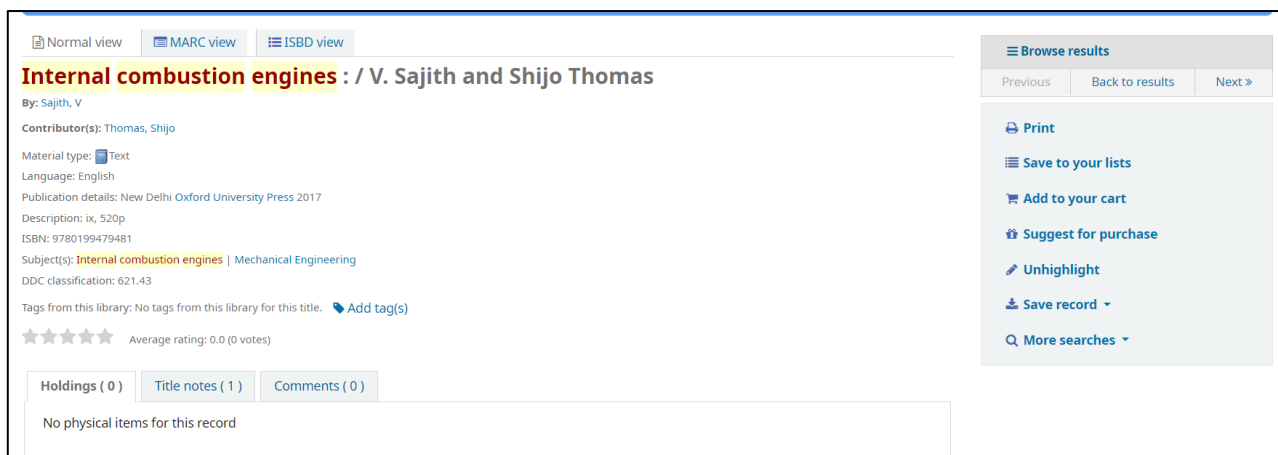 Normal view MARC view ISBD view
Internal combustion engines : / V. Sajith and Shijo Thomas
By: Sajith, V
Contributor(s): Thomas, Shijo
Material type: Text
Language: English
Publication details: New Delhi Oxford University Press 2017
Description: ix, 520p
ISBN: 9780199479481
Subject(s): Internal combustion engines | Mechanical Engineering
DDC classification: 621.43
Tags from this library: No tags from this library for this title. Add tag(s)
Average rating: 0.0 (0 votes)
Holdings ( 0 ) Title notes ( 1 ) Comments ( 0 )
No physical items for this record
Browse results
Previous Back to results Next »
Print
Save to your lists
Add to your cart
Suggest for purchase
Unhighlight
Save record
More searches